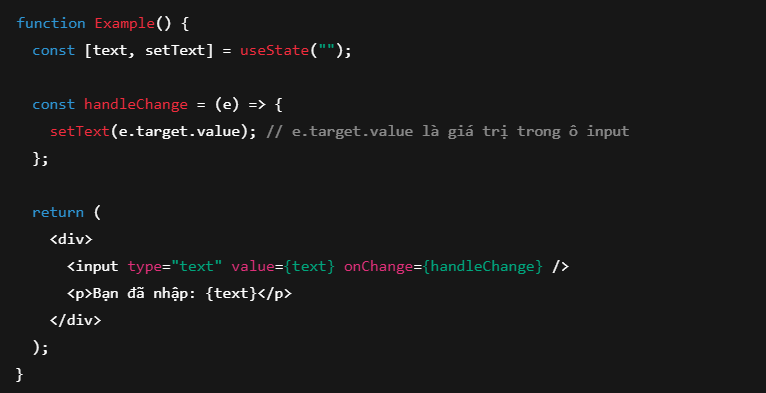 function Example() {
  const [text, setText] = useState("");

  const handleChange = (e) => {
    setText(e.target.value); // e.target.value là giá trị trong ô input
  };

  return (
    <div>
      <input type="text" value={text} onChange={handleChange} />
      <p>Bạn đã nhập: {text}</p>
    </div>
  );
}